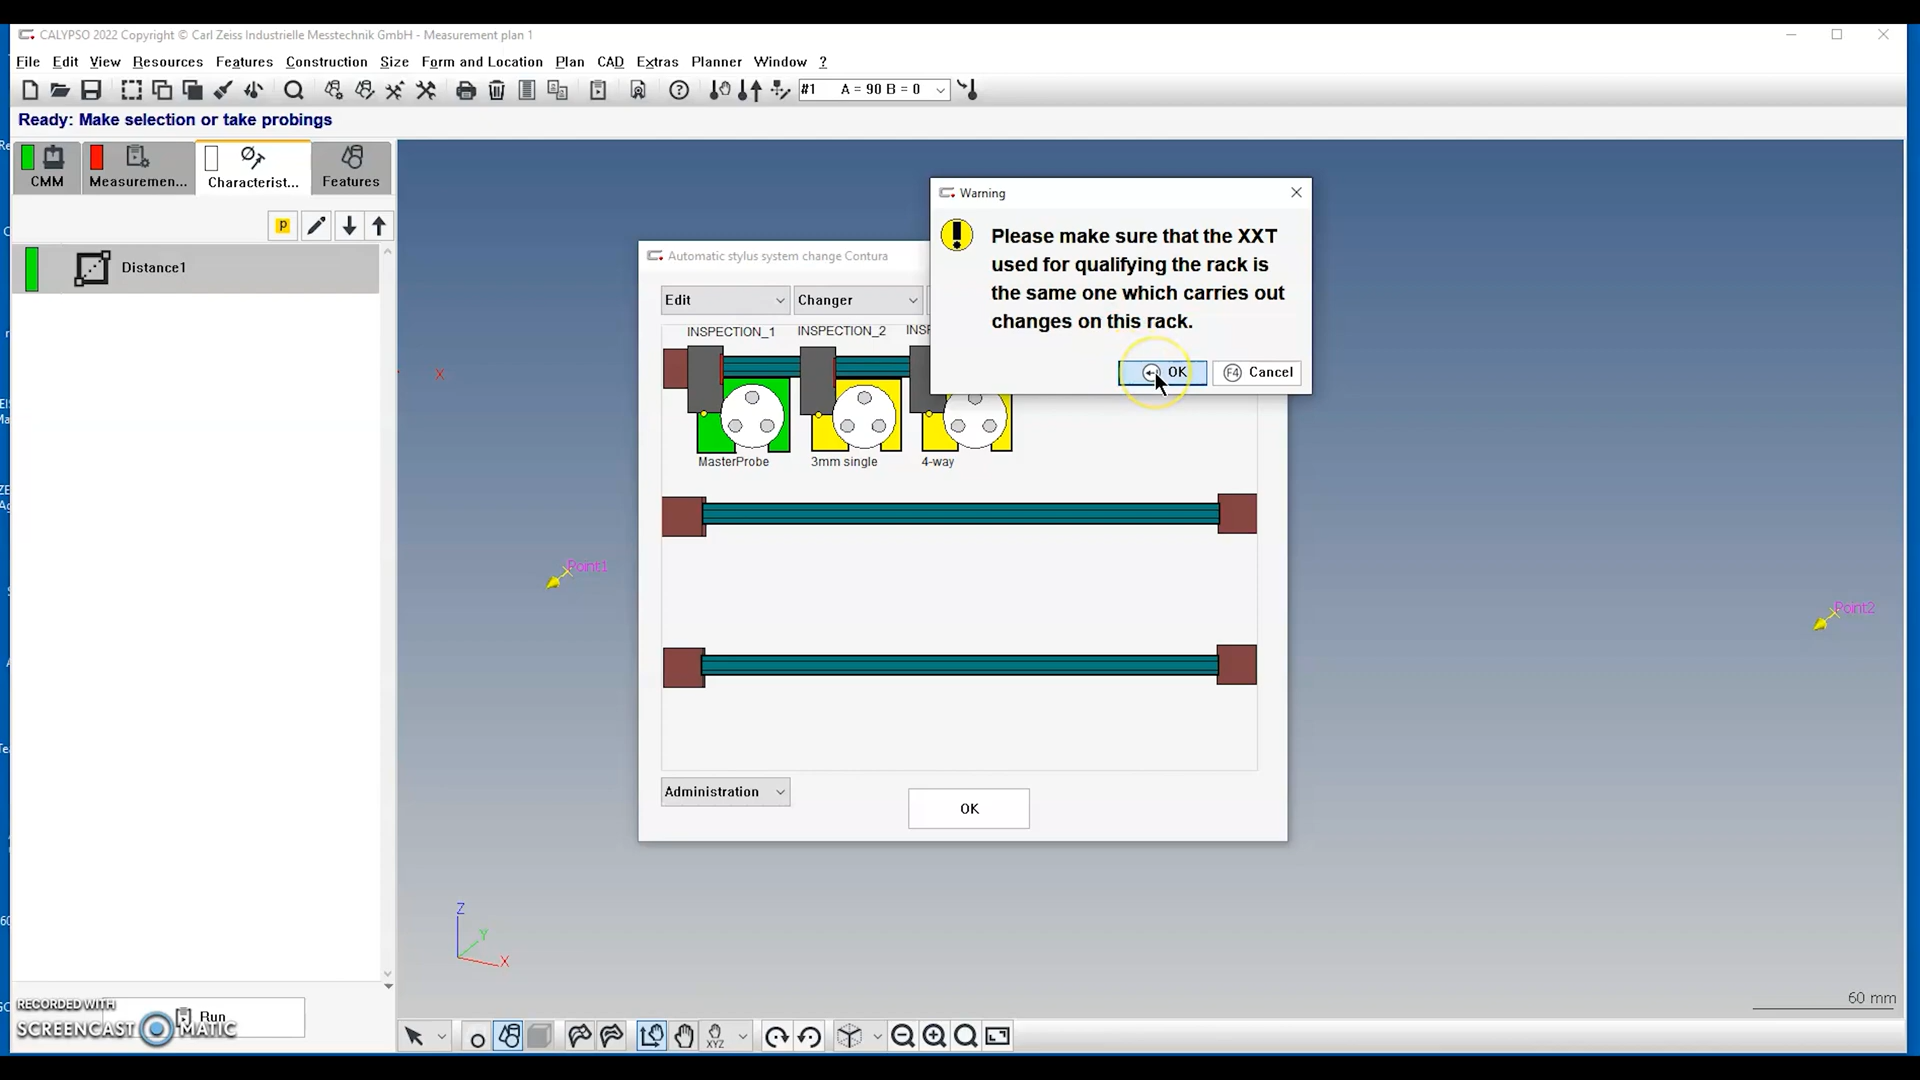 CALYPSO 2022 Copyright © Carl Zeiss Industrielle Messtechnik GmbH - Measurement plan 1
File Edit View Resources Features Construction Size Form and Location Plan CAD Extras Planner Window ?
#1 A = 90 B = 0
Ready: Make selection or take probings
CMM
Measuremen...
Characterist...
Features
p
Distance1
Warning
Please make sure that the XXT
used for qualifying the rack is
the same one which carries out
changes on this rack.
OK
F4 Cancel
Automatic stylus system change Contura
Edit
Changer
INSPECTION_1 INSPECTION_2 INSP
MasterProbe 3mm single 4-way
X
Point1
Point2
Administration
OK
Z
Y
X
60 mm
Run
RECORDED WITH
SCREENCAST MATIC
XYZ